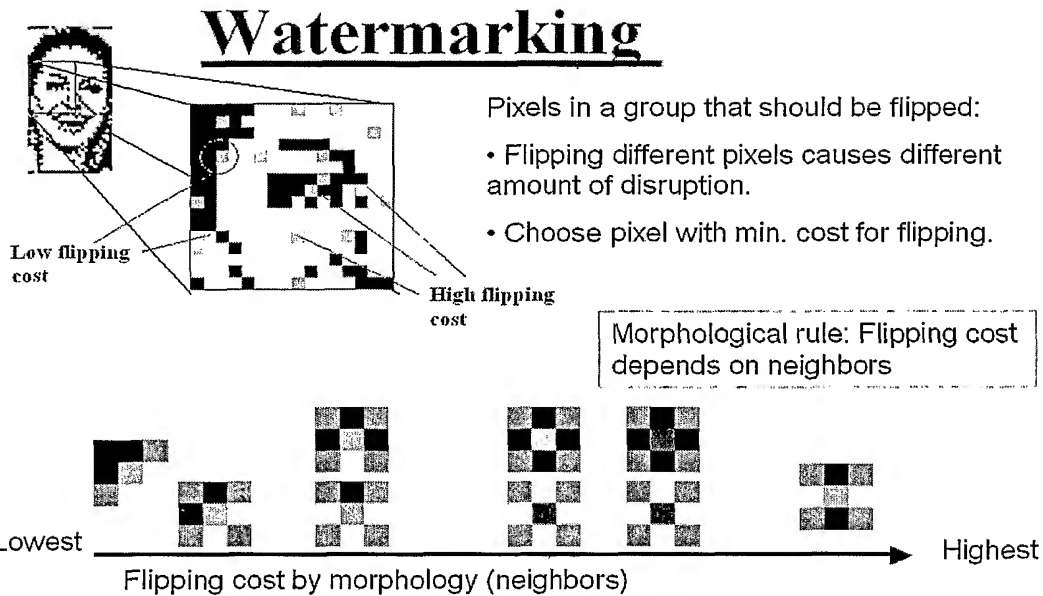 Watermarking
Pixels in a group that should be flipped:
• Flipping different pixels causes different
amount of disruption.
• Choose pixel with min. cost for flipping.
Low flipping
cost
High flipping
cost
Morphological rule: Flipping cost
depends on neighbors
Lowest
Highest
Flipping cost by morphology (neighbors)